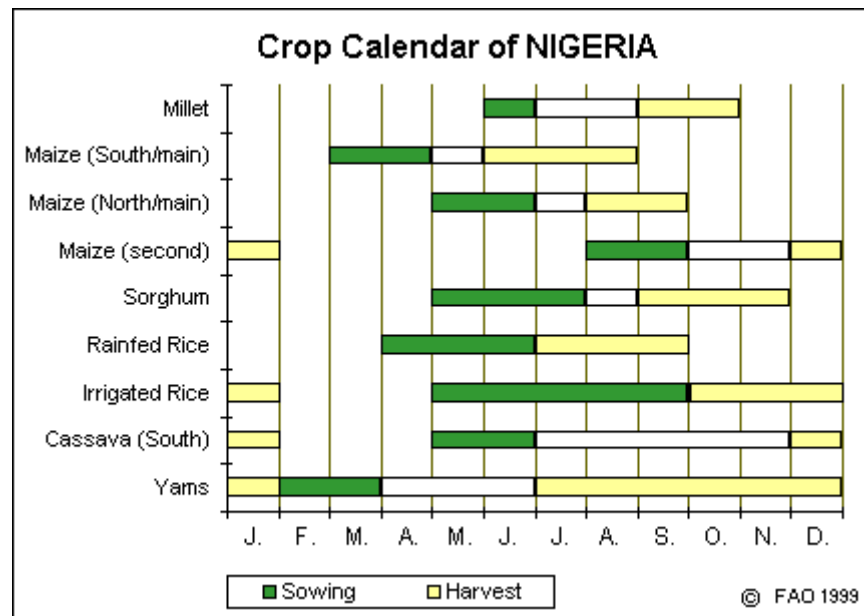 Crop Calendar of NIGERIA
Millet
Maize (South/main)
Maize (North/main)
Maize (second)
Sorghum
Rainfed Rice
Irrigated Rice
Cassava (South)
Yams
J. F. M. A. M. J. J. A. S. O. N. D.
Sowing Harvest
© FAO 1999